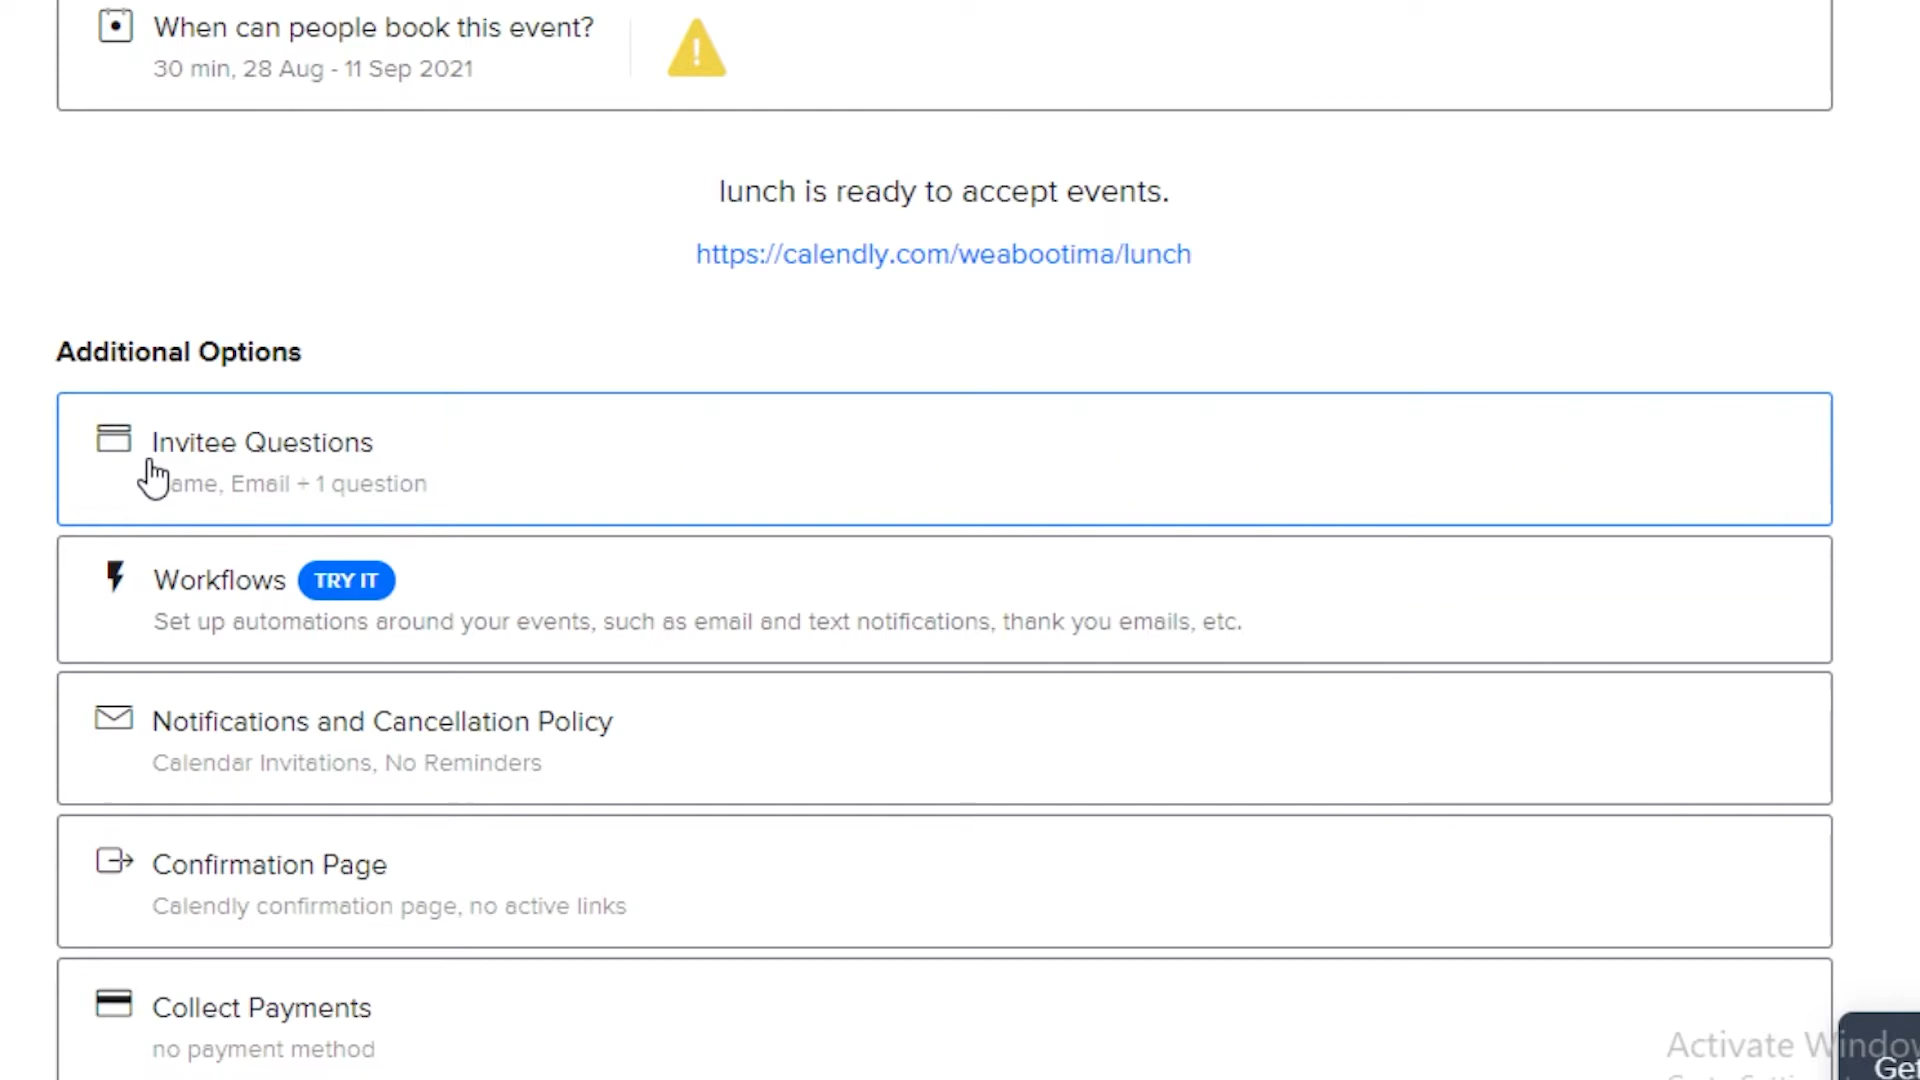 When can people book this event?
30 min, 28 Aug - 11 Sep 2021
lunch is ready to accept events.
https://calendly.com/weabootima/lunch
Additional Options
Invitee Questions
ame, Email + 1 question
Workflows TRY IT
Set up automations around your events, such as email and text notifications, thank you emails, etc.
Notifications and Cancellation Policy
Calendar Invitations, No Reminders
Confirmation Page
Calendly confirmation page, no active links
Collect Payments
no payment method
Activate Window
Get